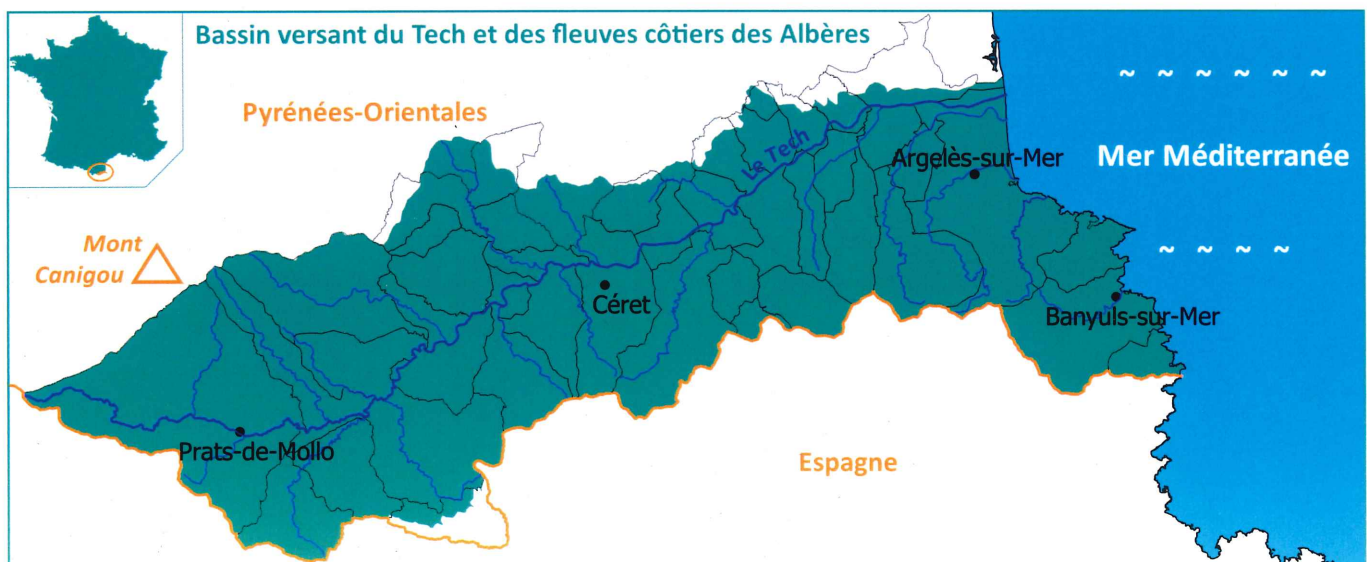 Bassin versant du Tech et des fleuves côtiers des Albères
Pyrénées-Orientales
Le Tech
Argelès-sur-Mer
Mer Méditerranée
Mont
Canigou
Céret
Banyuls-sur-Mer
Prats-de-Mollo
Espagne